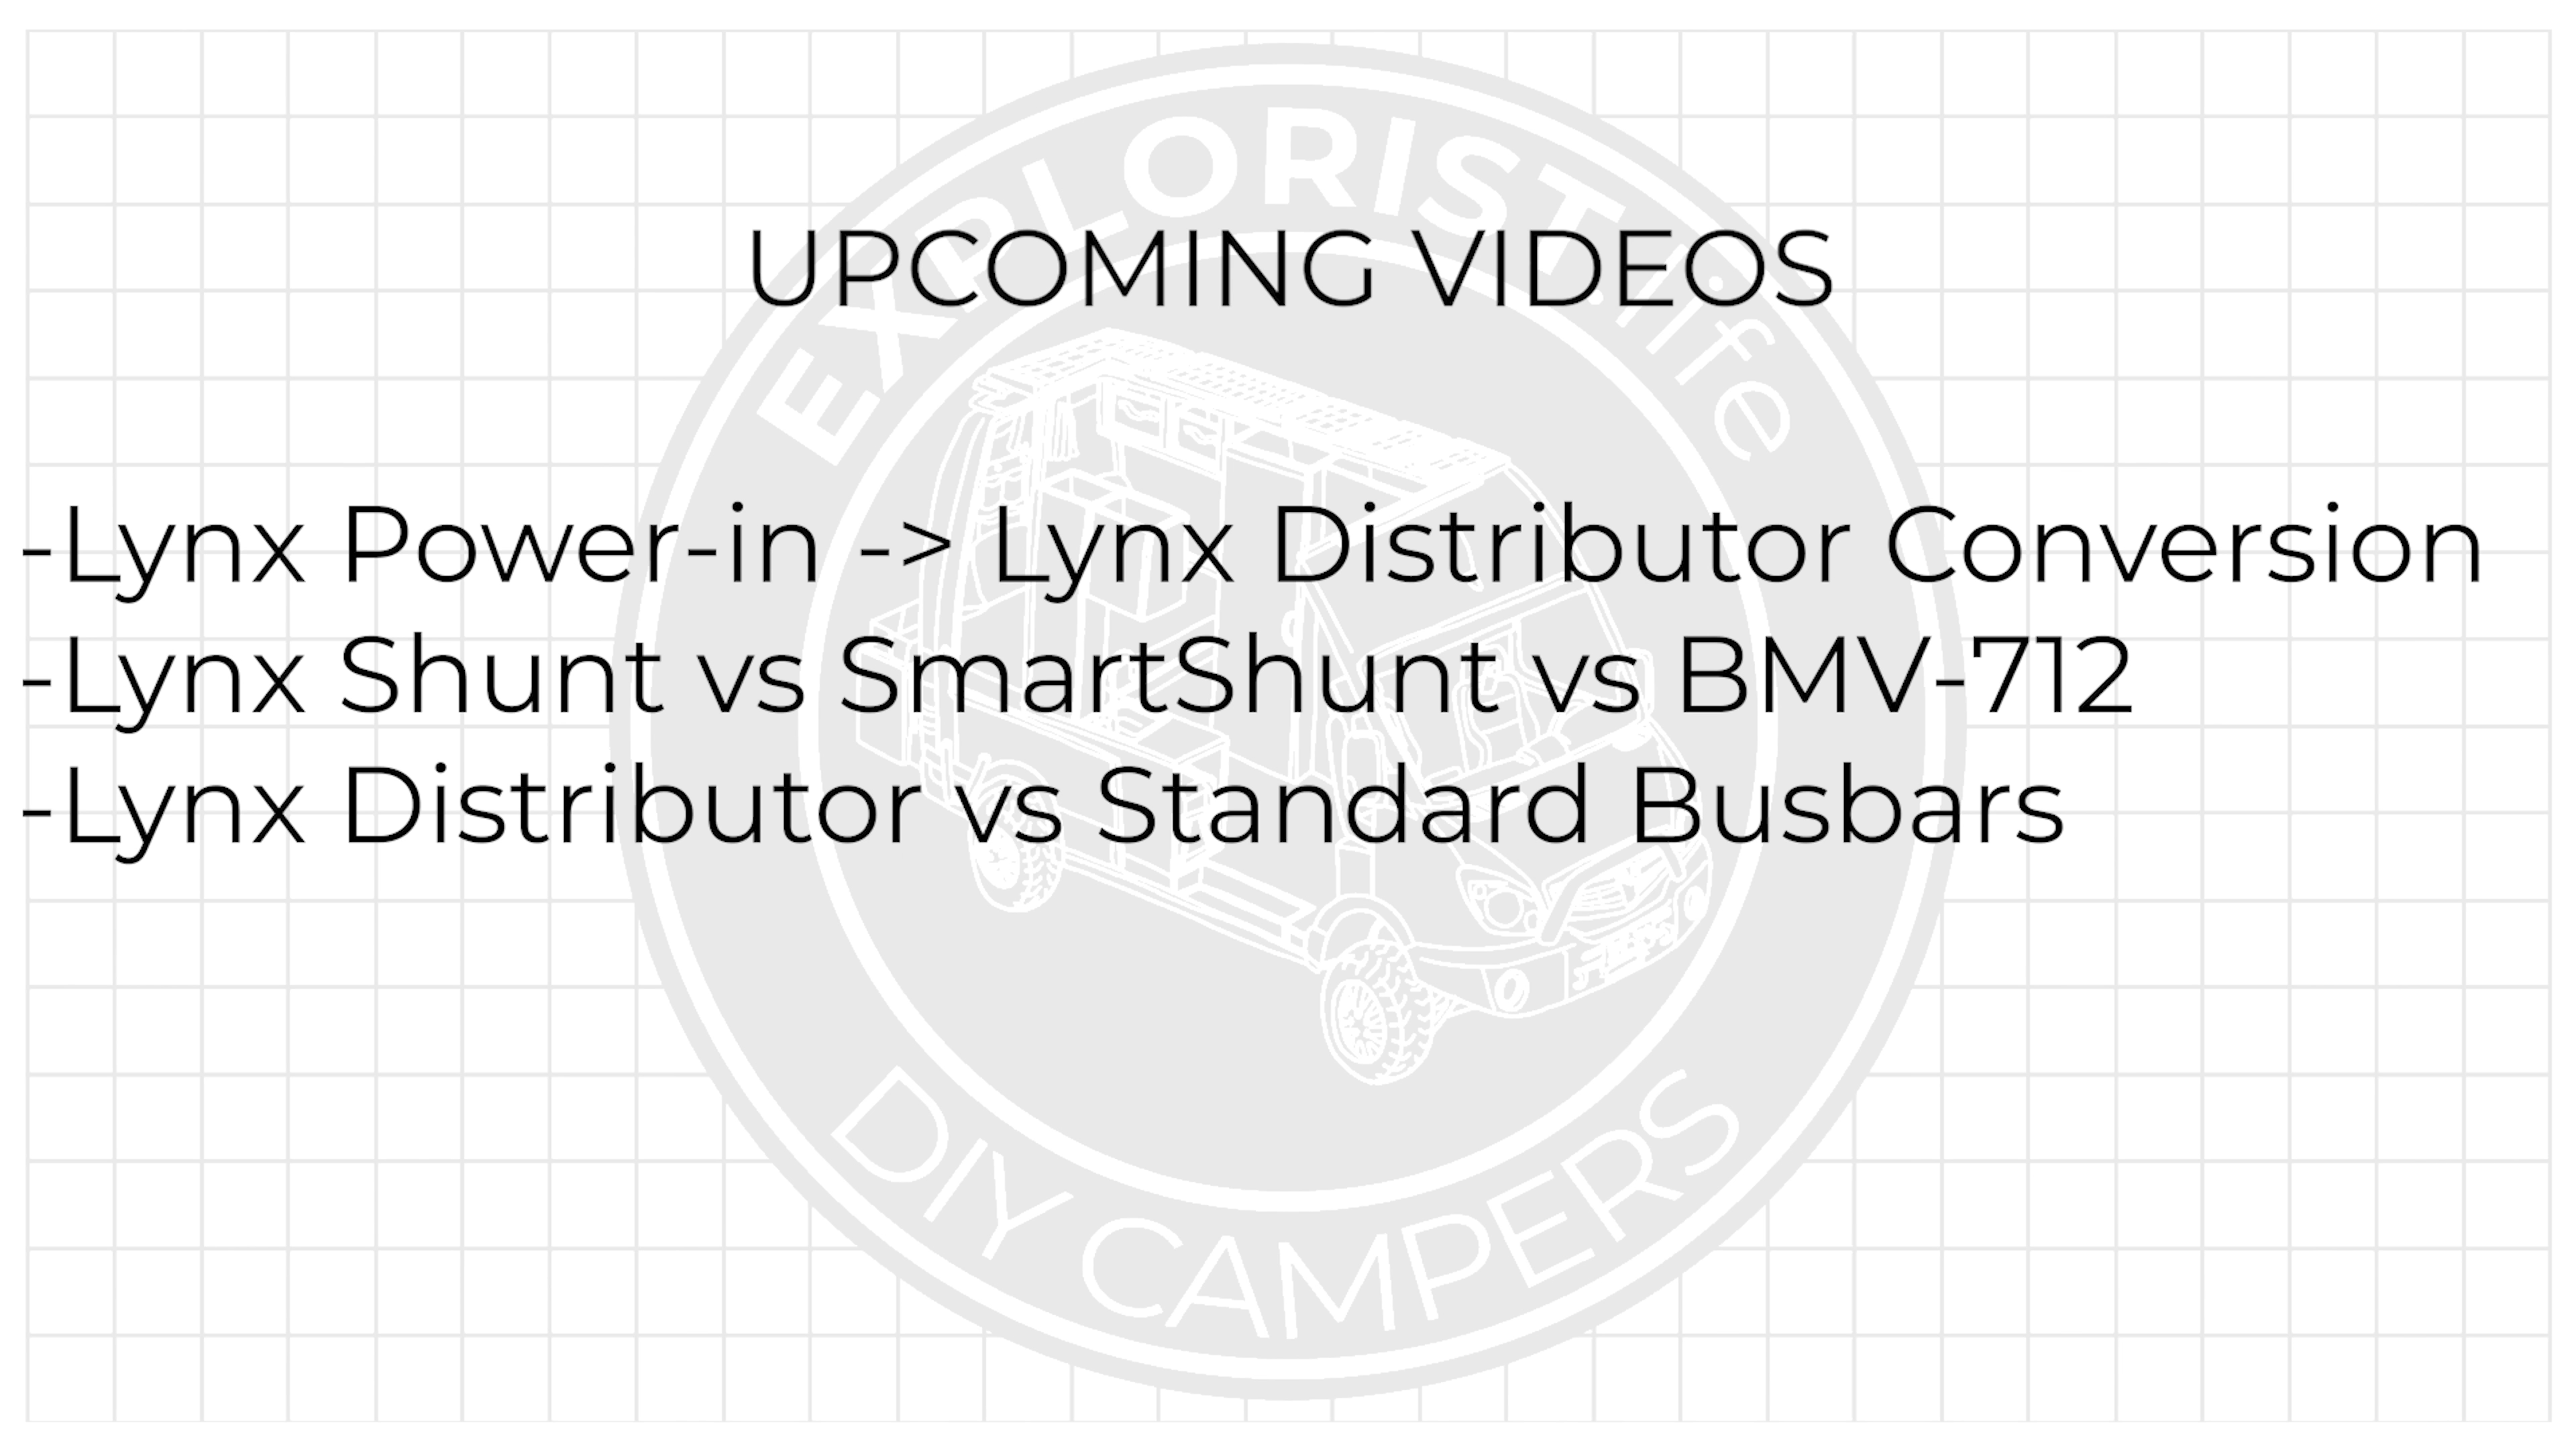 EXPLORIST.life
UPCOMING VIDEOS
-Lynx Power-in -> Lynx Distributor Conversion
-Lynx Shunt vs SmartShunt vs BMV-712
-Lynx Distributor vs Standard Busbars
DIY CAMPERS